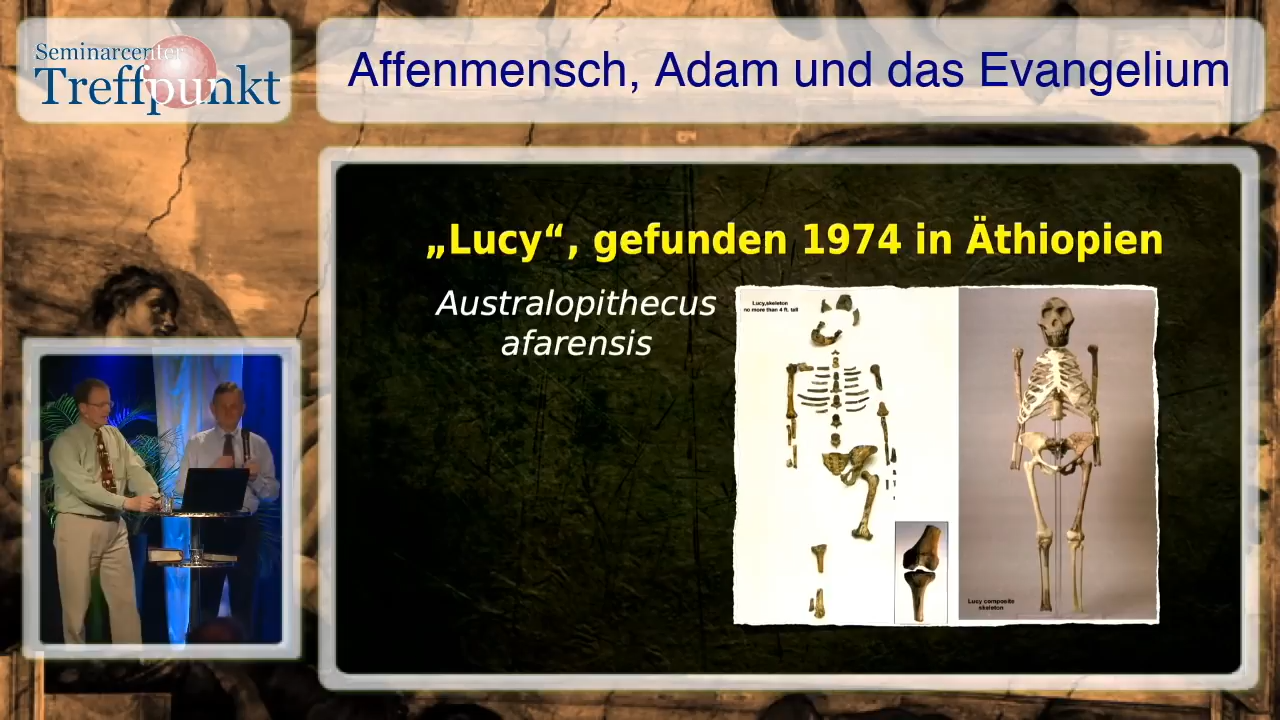 Seminarcenter
Treffpunkt
Affenmensch, Adam und das Evangelium
„Lucy“, gefunden 1974 in Äthiopien
Australopithecus
afarensis
Lucy,skeleton
no more than 4 ft. tall
Lucy composite
skeleton